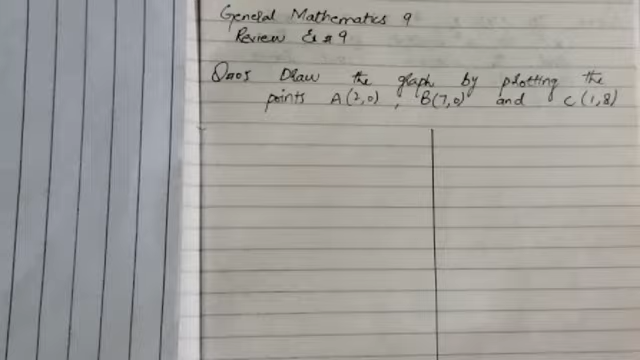 General Mathematics 9
Review Ex # 9
Q no5 Draw the graph by plotting the
points A(2,0), B(7,0) and C(1,8)